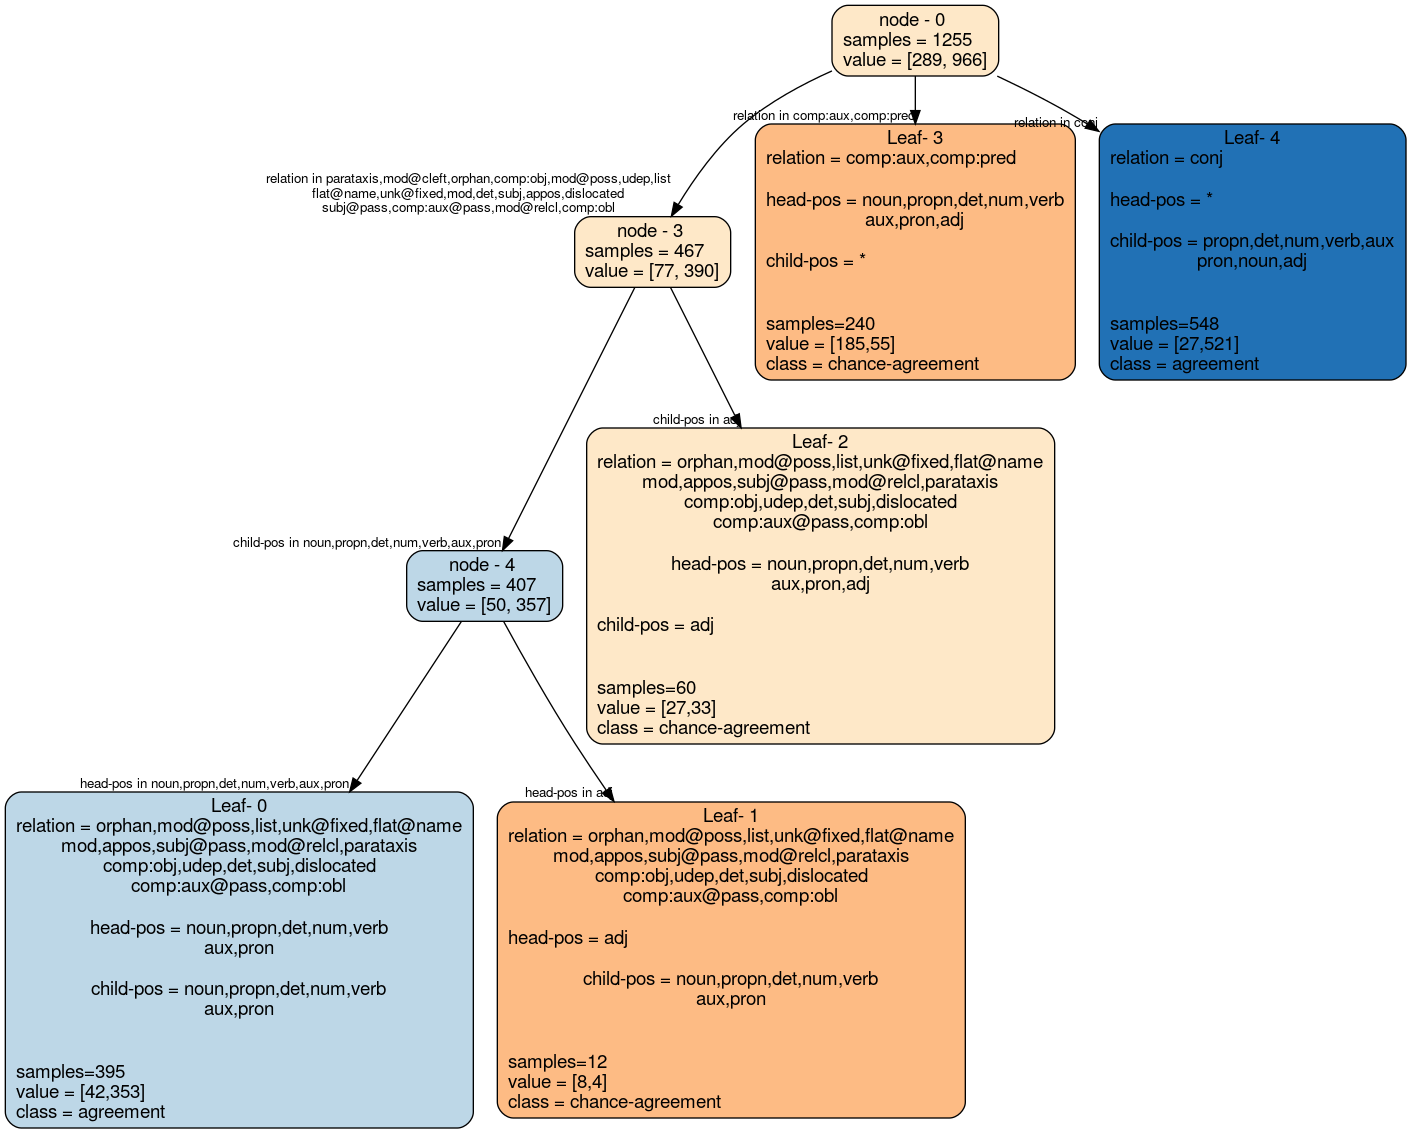 node - 0
samples = 1255
value = [289, 966]
relation in comp:aux,comp:pred
relation in conj
Leaf- 3
relation = comp:aux,comp:pred
head-pos = noun,propn,det,num,verb
aux,pron,adj
child-pos = *
samples=240
value = [185,55]
class = chance-agreement
Leaf- 4
relation = conj
head-pos = *
child-pos = propn,det,num,verb,aux
pron,noun,adj
samples=548
value = [27,521]
class = agreement
relation in parataxis,mod@cleft,orphan,comp:obj,mod@poss,udep,list
flat@name,unk@fixed,mod,det,subj,appos,dislocated
subj@pass,comp:aux@pass,mod@relcl,comp:obl
node - 3
samples = 467
value = [77, 390]
child-pos in adj
Leaf- 2
relation = orphan,mod@poss,list,unk@fixed,flat@name
mod,appos,subj@pass,mod@relcl,parataxis
comp:obj,udep,det,subj,dislocated
comp:aux@pass,comp:obl
head-pos = noun,propn,det,num,verb
aux,pron,adj
child-pos = adj
samples=60
value = [27,33]
class = chance-agreement
child-pos in noun,propn,det,num,verb,aux,pron
node - 4
samples = 407
value = [50, 357]
head-pos in noun,propn,det,num,verb,aux,pron
Leaf- 0
relation = orphan,mod@poss,list,unk@fixed,flat@name
mod,appos,subj@pass,mod@relcl,parataxis
comp:obj,udep,det,subj,dislocated
comp:aux@pass,comp:obl
head-pos = noun,propn,det,num,verb
aux,pron
child-pos = noun,propn,det,num,verb
aux,pron
samples=395
value = [42,353]
class = agreement
head-pos in adj
Leaf- 1
relation = orphan,mod@poss,list,unk@fixed,flat@name
mod,appos,subj@pass,mod@relcl,parataxis
comp:obj,udep,det,subj,dislocated
comp:aux@pass,comp:obl
head-pos = adj
child-pos = noun,propn,det,num,verb
aux,pron
samples=12
value = [8,4]
class = chance-agreement